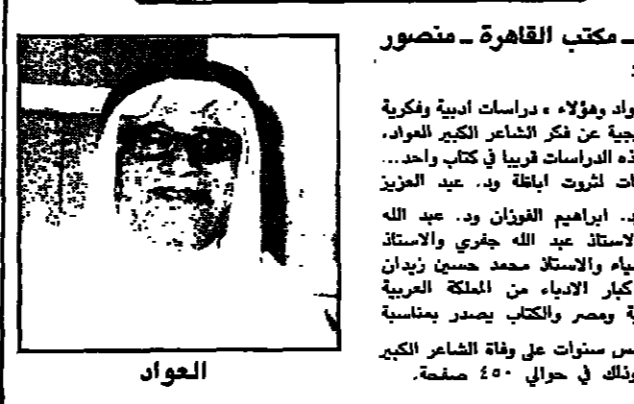 ـ مكتب القاهرة ـ منصور
:
واد وهؤلاء ، دراسات ادبية وفكرية
جية عن فكر الشاعر الكبير العواد،
ذه الدراسات قريبا في كتاب واحد...
ات لثروت اباظة ود. عبد العزيز
د. ابراهيم الفوزان ود. عبد الله
لاستاذ عبد الله جفري والاستاذ
ضياء والاستاذ محمد حسين زيدان
كبار الادباء من المملكة العربية
ية ومصر والكتاب يصدر بمناسبة
س سنوات على وفاة الشاعر الكبير
وذلك في حوالي ٤٥٠ صفحة.
العواد